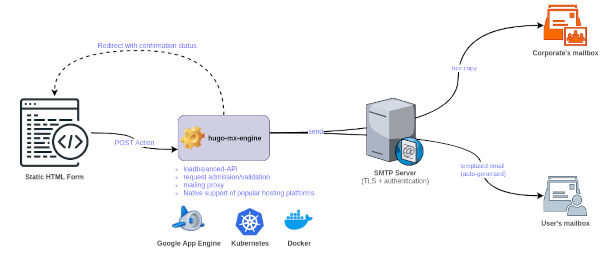 Redirect with confirmation status
Corporate's mailbox
bcc copy
hugo-mx-engine
POST Action
send
Static HTML Form
loadbalanced-API
request admission/validation
mailing proxy
Native support of popular hosting platforms
SMTP Server
(TLS + authentication)
templated email
(auto-generated)
User's mailbox
Google App Engine
Kubernetes
Docker